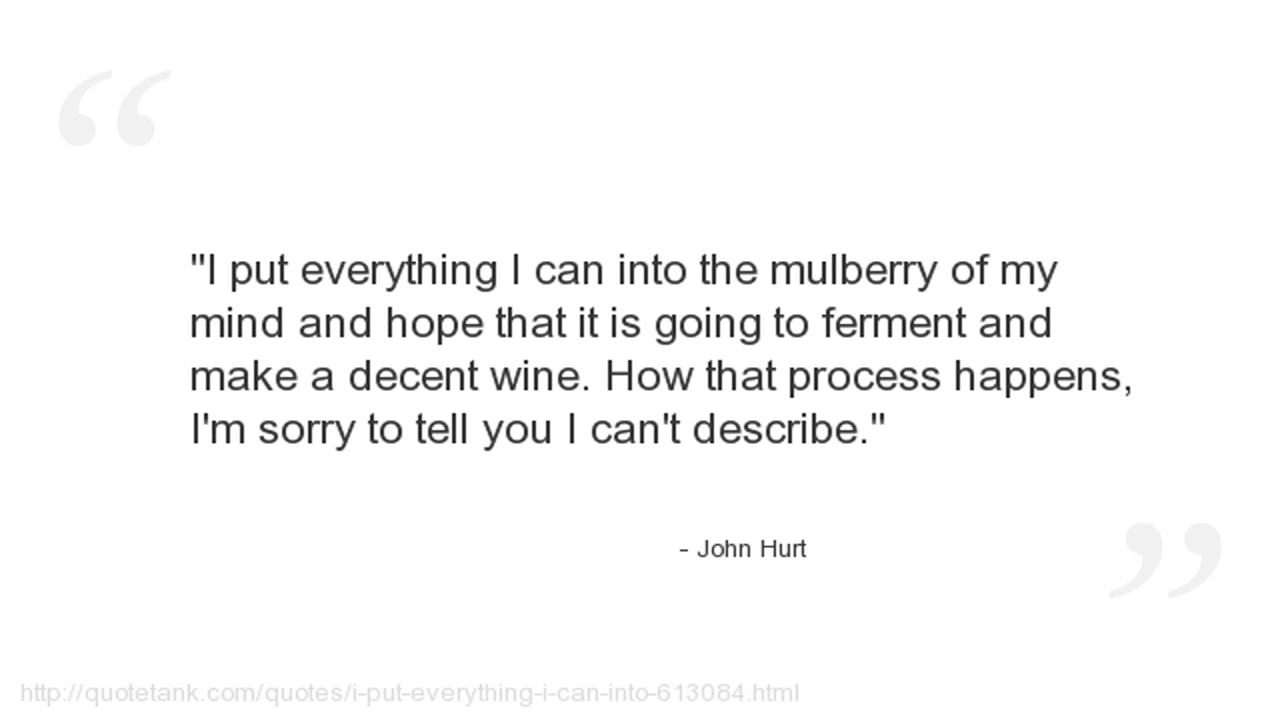 "I put everything I can into the mulberry of my
mind and hope that it is going to ferment and
make a decent wine. How that process happens,
I'm sorry to tell you I can't describe."
- John Hurt
http://quotetank.com/quotes/i-put-everything-i-can-into-613084.html